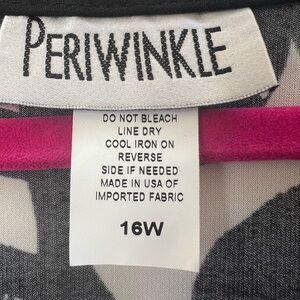 PERIWINKLE
DO NOT BLEACH
LINE DRY
COOL IRON ON
REVERSE
SIDE IF NEEDED
MADE IN USA OF
IMPORTED FABRIC
16W